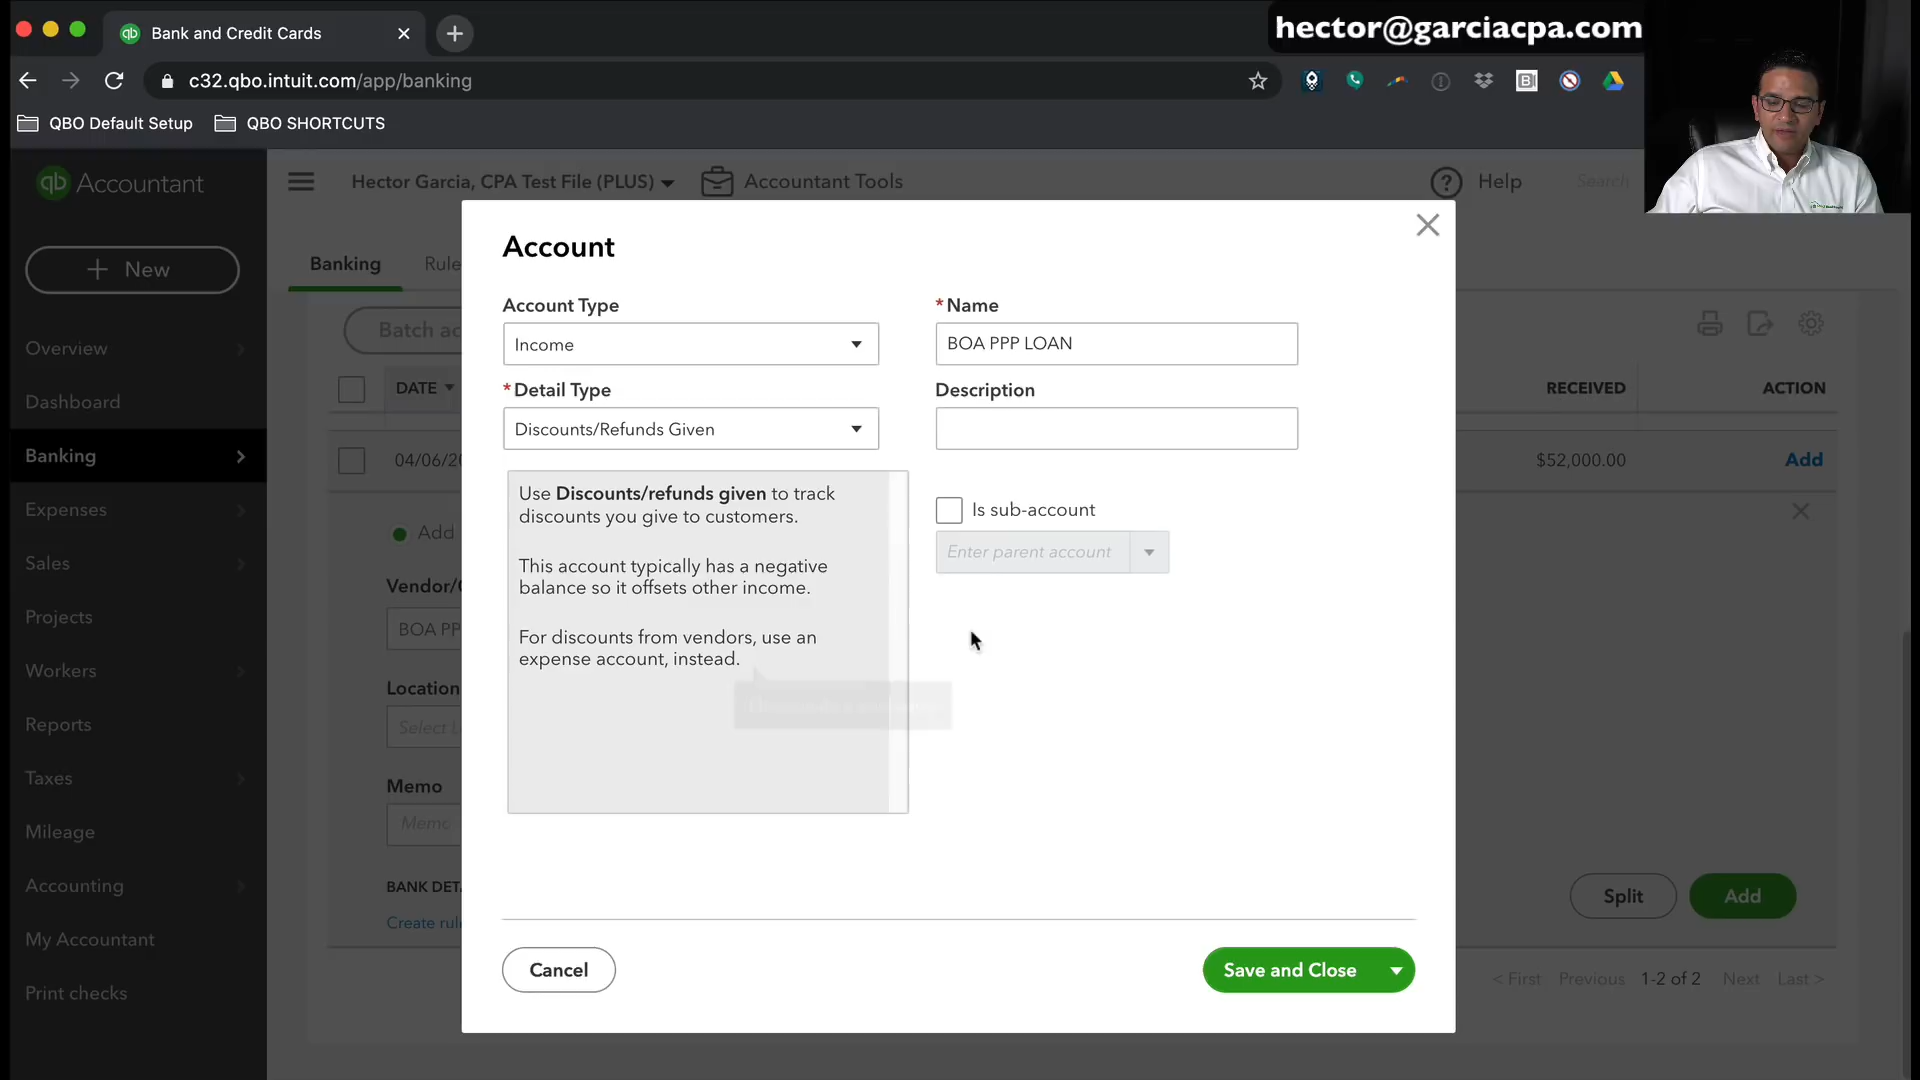 Bank and Credit Cards
hector@garciacpa.com
c32.qbo.intuit.com/app/banking
QBO Default Setup
QBO SHORTCUTS
qb Accountant
Hector Garcia, CPA Test File (PLUS)
Accountant Tools
Help
Search
+ New
Banking
Rule
Batch ac
DATE
RECEIVED
ACTION
04/06/20
$52,000.00
Add
Add
Vendor/C
BOA PP
Location
Select L
Memo
Memo
BANK DETA
Create rule
Split
Add
< First
Previous
1-2 of 2
Next
Last >
Overview
Dashboard
Banking
Expenses
Sales
Projects
Workers
Reports
Taxes
Mileage
Accounting
My Accountant
Print checks
Account
Account Type
Income
* Detail Type
Discounts/Refunds Given
Use Discounts/refunds given to track
discounts you give to customers.
This account typically has a negative
balance so it offsets other income.
For discounts from vendors, use an
expense account, instead.
* Name
BOA PPP LOAN
Description
Is sub-account
Enter parent account
Cancel
Save and Close